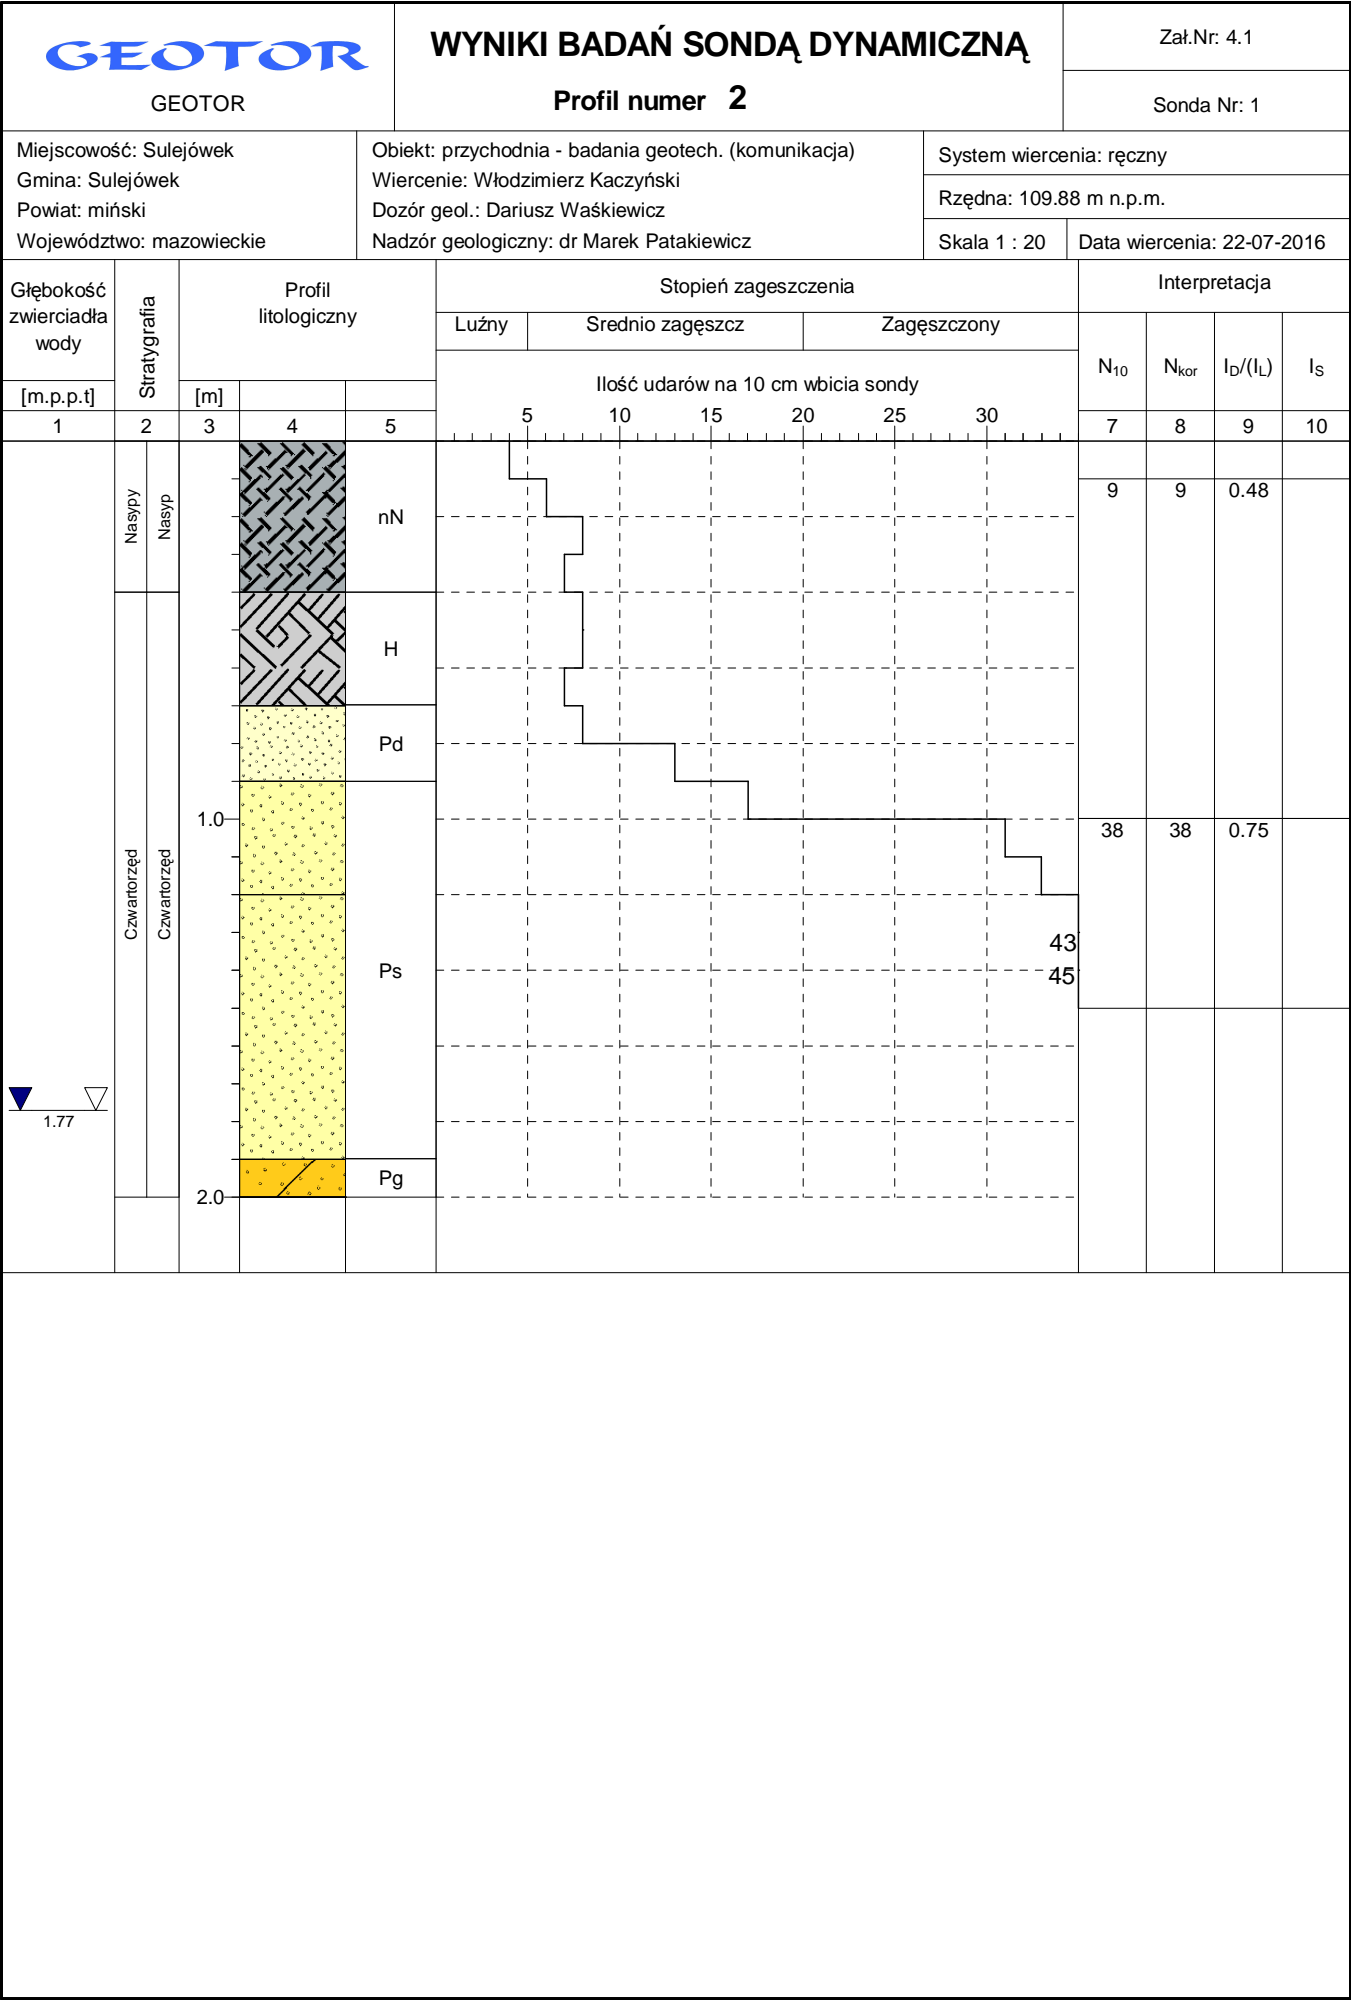 GEOTOR
GEOTOR
WYNIKI BADAŃ SONDĄ DYNAMICZNĄ
Profil numer 2
Zał.Nr: 4.1
Sonda Nr: 1
Miejscowość: Sulejówek
Gmina: Sulejówek
Powiat: miński
Województwo: mazowieckie
Obiekt: przychodnia - badania geotech. (komunikacja)
Wiercenie: Włodzimierz Kaczyński
Dozór geol.: Dariusz Waśkiewicz
Nadzór geologiczny: dr Marek Patakiewicz
System wiercenia: ręczny
Rzędna: 109.88 m n.p.m.
Skala 1 : 20
Data wiercenia: 22-07-2016
Głębokość
zwierciadła
wody
[m.p.p.t]
Stratygrafia
Profil
litologiczny
[m]
Stopień zageszczenia
Luźny
Srednio zagęszcz
Zagęszczony
Ilość udarów na 10 cm wbicia sondy
5 10 15 20 25 30
Interpretacja
N10
Nkor
ID/(IL)
IS
1 2 3 4 5 7 8 9 10
Nasypy
Nasyp
nN
9 9 0.48
H
Pd
1.0
38 38 0.75
Czwartorzęd
Czwartorzęd
43
Ps
45
1.77
Pg
2.0